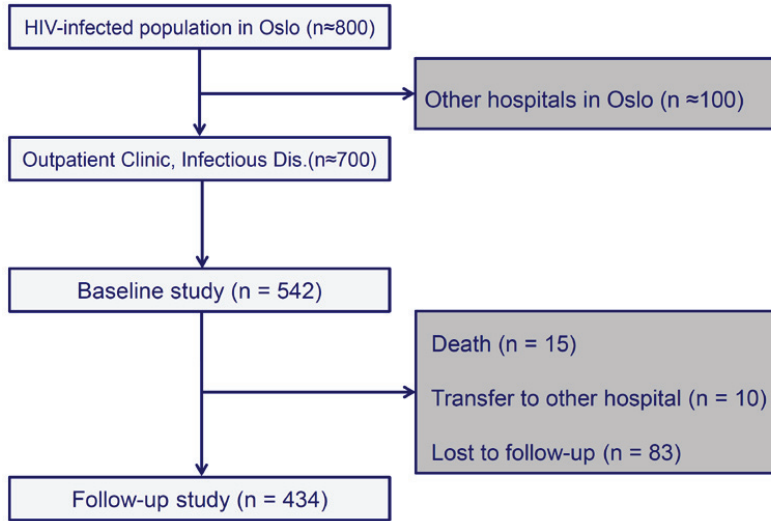 HIV-infected population in Oslo (n≈800)
Other hospitals in Oslo (n ≈100)
Outpatient Clinic, Infectious Dis.(n≈700)
Baseline study (n = 542)
Death (n = 15)
Transfer to other hospital (n = 10)
Lost to follow-up (n = 83)
Follow-up study (n = 434)